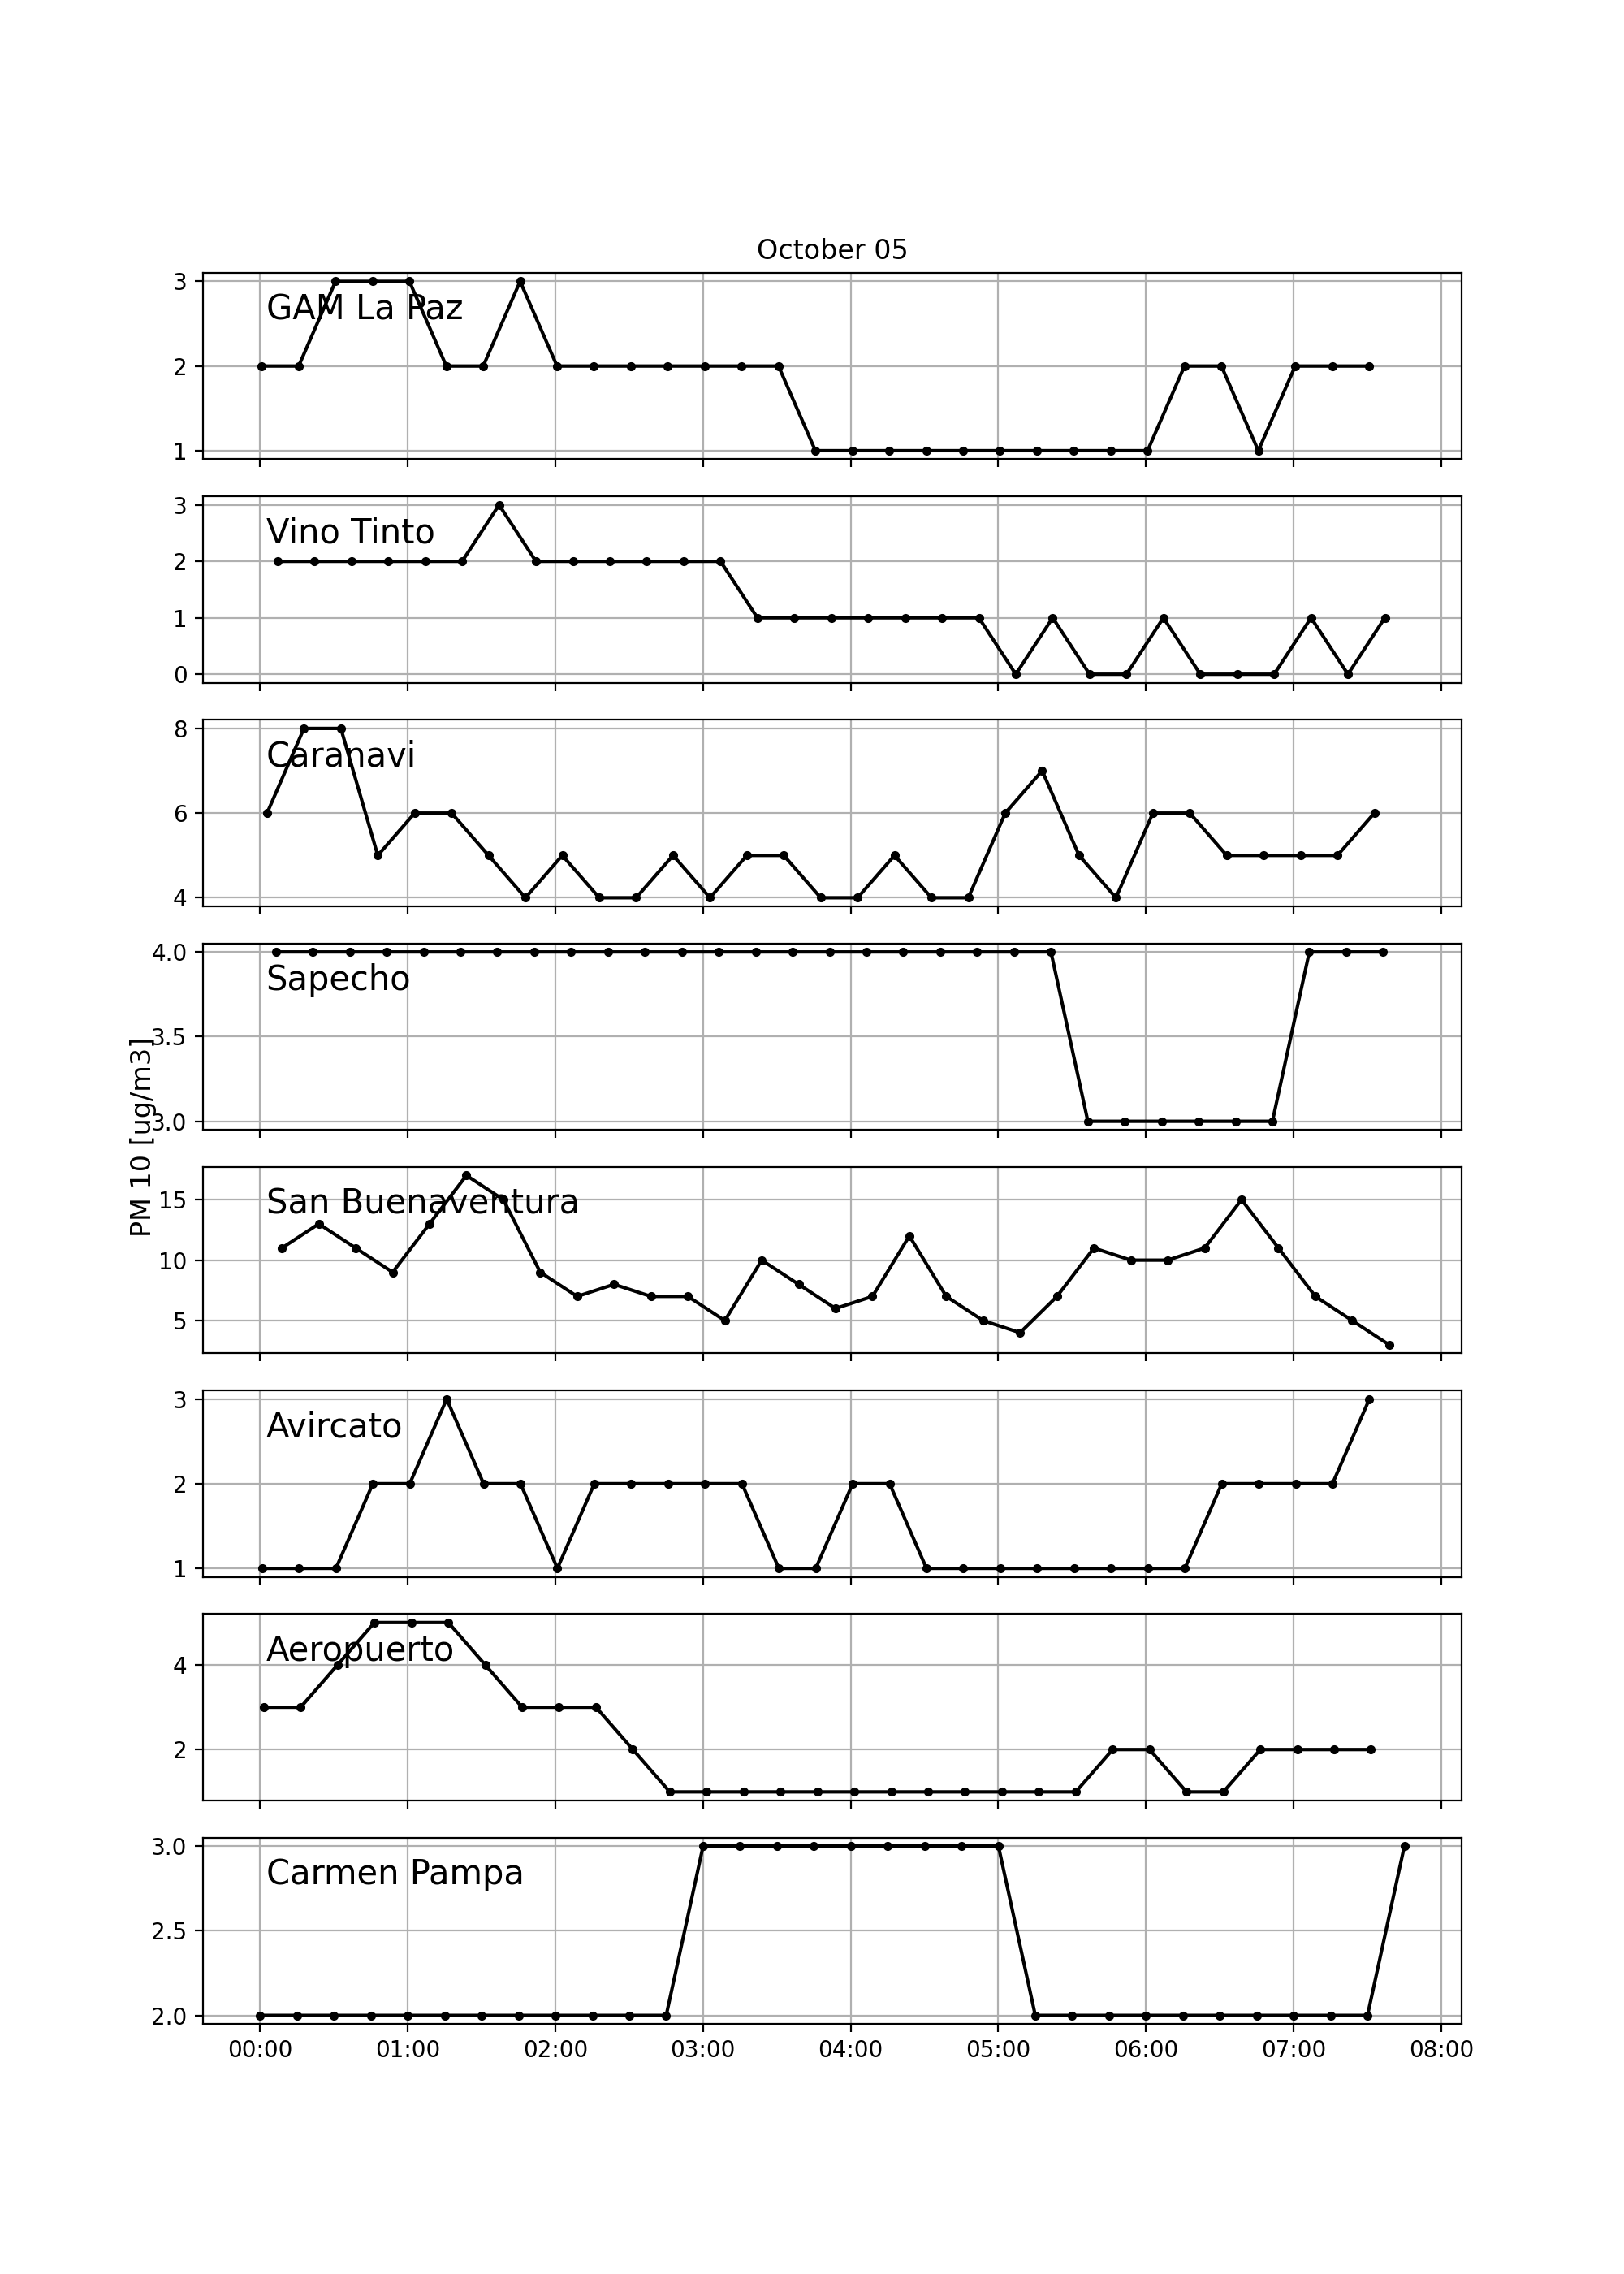 October 05
3
GAM La Paz
2
1
3
Vino Tinto
2
1
0
8
Caranavi
6
4
4.0
Sapecho
3.5
3.0
PM 10 [ug/m3]
San Buenaventura
15
10
5
3
Avircato
2
1
Aeropuerto
4
2
3.0
Carmen Pampa
2.5
2.0
00:00 01:00 02:00 03:00 04:00 05:00 06:00 07:00 08:00